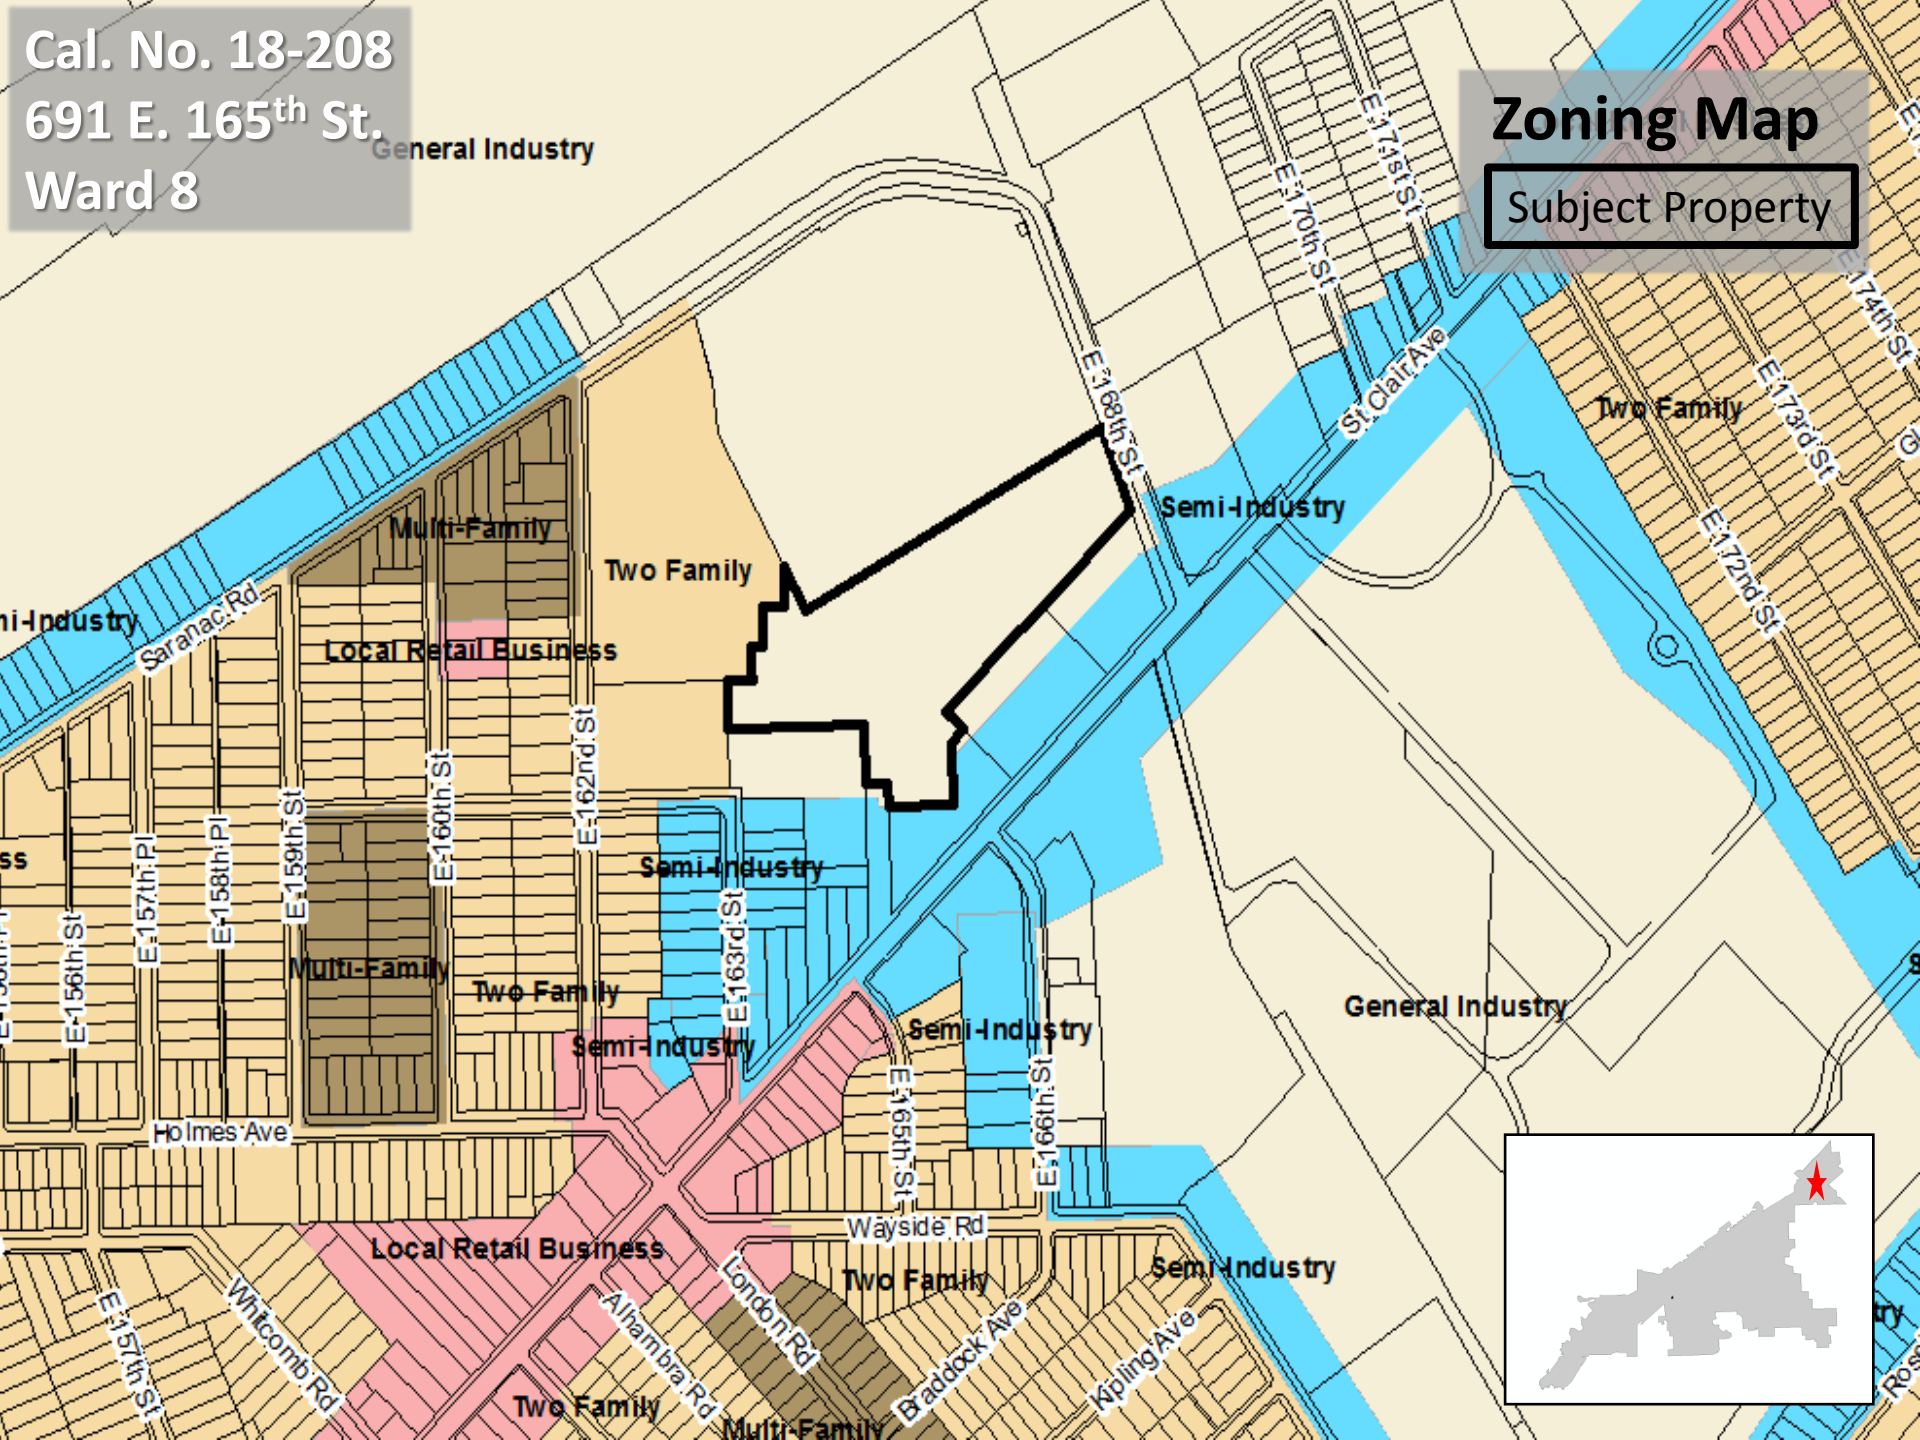 Cal. No. 18-208
691 E. 165th St.
Ward 8
Zoning Map
Subject Property
General Industry
E 174st St
E 170th St
E 174th St
E 168th St
St Clair Ave
Two Family
E 173rd St
Semi-Industry
Multi-Family
E 172nd St
Two Family
Saranac Rd
Local Retail Business
E 162nd St
E 160th St
E 159th St
E 158th Pl
E 157th Pl
E 156th St
Semi-Industry
E 163rd St
Multi-Family
Two Family
General Industry
Semi-Industry
Semi-Industry
E 165th St
E 166th St
Holmes Ave
Wayside Rd
Local Retail Business
Two Family
Semi-Industry
E 157th St
Whitcomb Rd
Alhambra Rd
London Rd
Braddock Ave
Kipling Ave
Two Family
Multi-Family